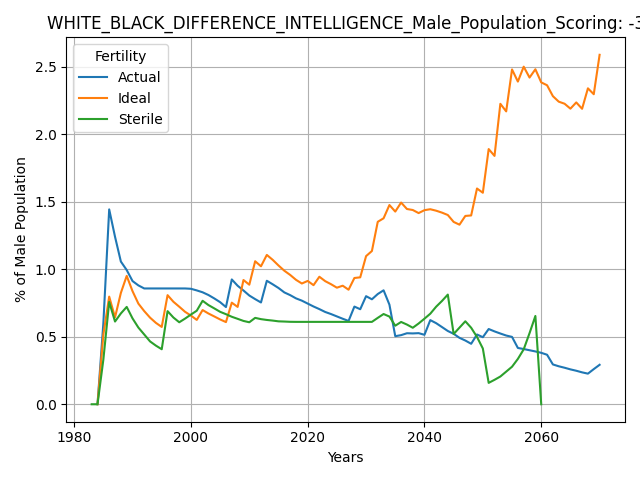 WHITE_BLACK_DIFFERENCE_INTELLIGENCE_Male_Population_Scoring: -3
Fertility
Actual
Ideal
Sterile
% of Male Population
2.5
2.0
1.5
1.0
0.5
0.0
1980
2000
2020
2040
2060
Years